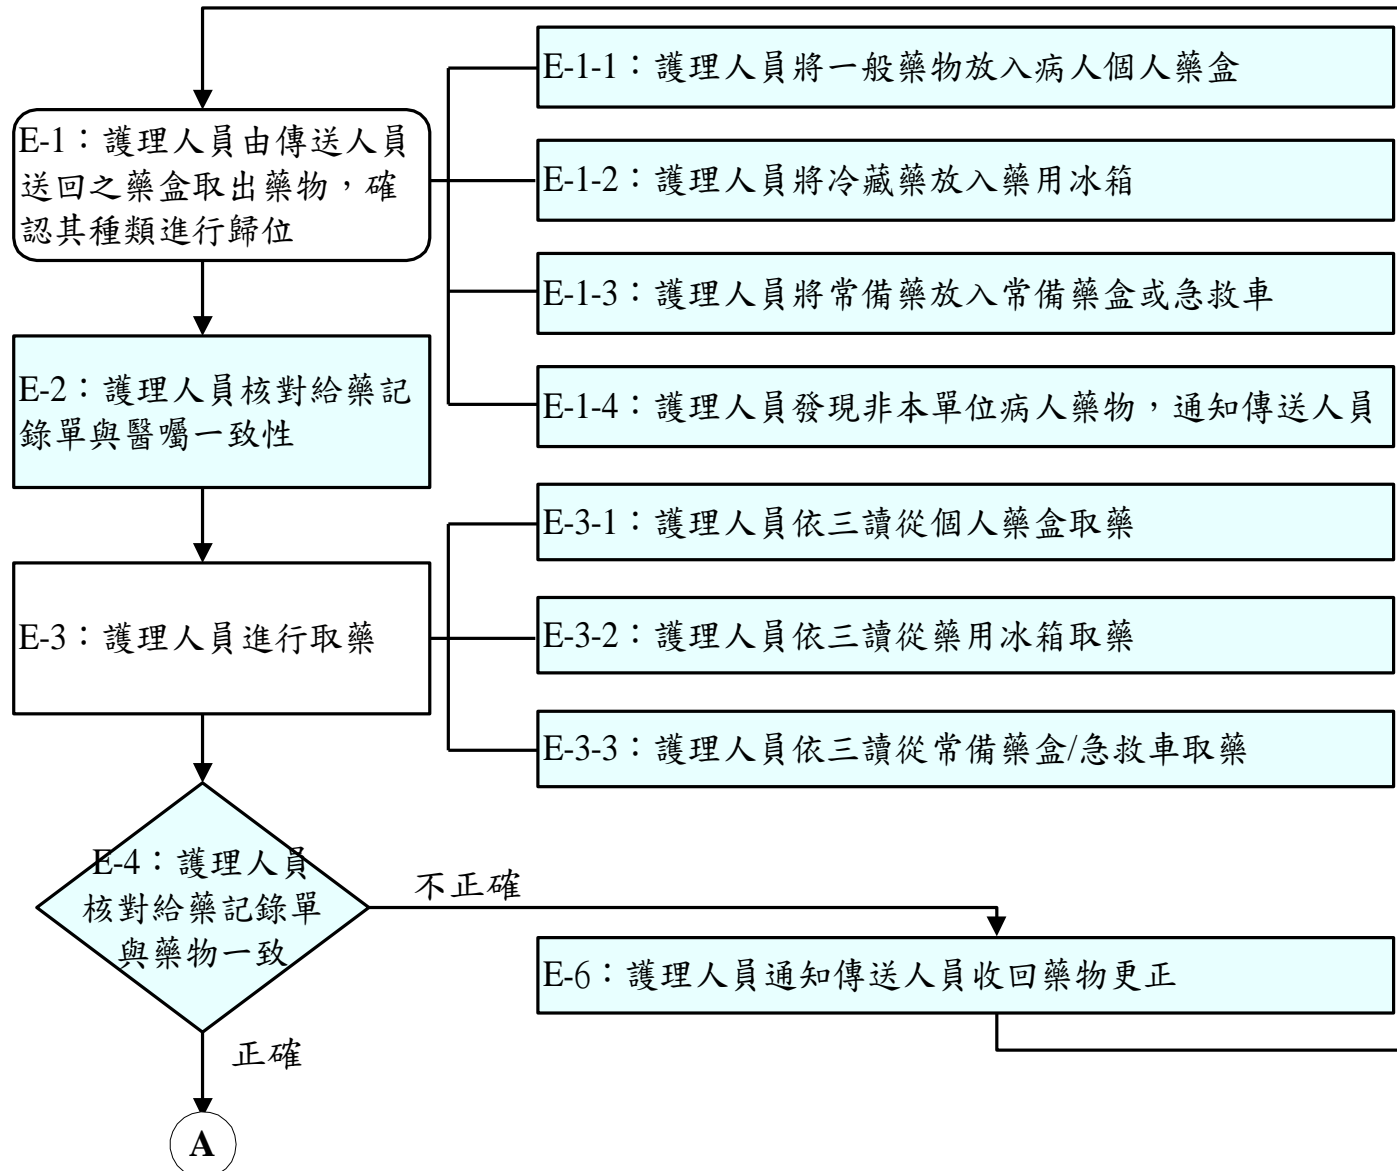 E-1：護理人員由傳送人員
送回之藥盒取出藥物，確
認其種類進行歸位
E-1-1：護理人員將一般藥物放入病人個人藥盒
E-1-2：護理人員將冷藏藥放入藥用冰箱
E-1-3：護理人員將常備藥放入常備藥盒或急救車
E-1-4：護理人員發現非本單位病人藥物，通知傳送人員
E-2：護理人員核對給藥記
錄單與醫囑一致性
E-3：護理人員進行取藥
E-3-1：護理人員依三讀從個人藥盒取藥
E-3-2：護理人員依三讀從藥用冰箱取藥
E-3-3：護理人員依三讀從常備藥盒/急救車取藥
E-4：護理人員
核對給藥記錄單
與藥物一致
不正確
E-6：護理人員通知傳送人員收回藥物更正
正確
A